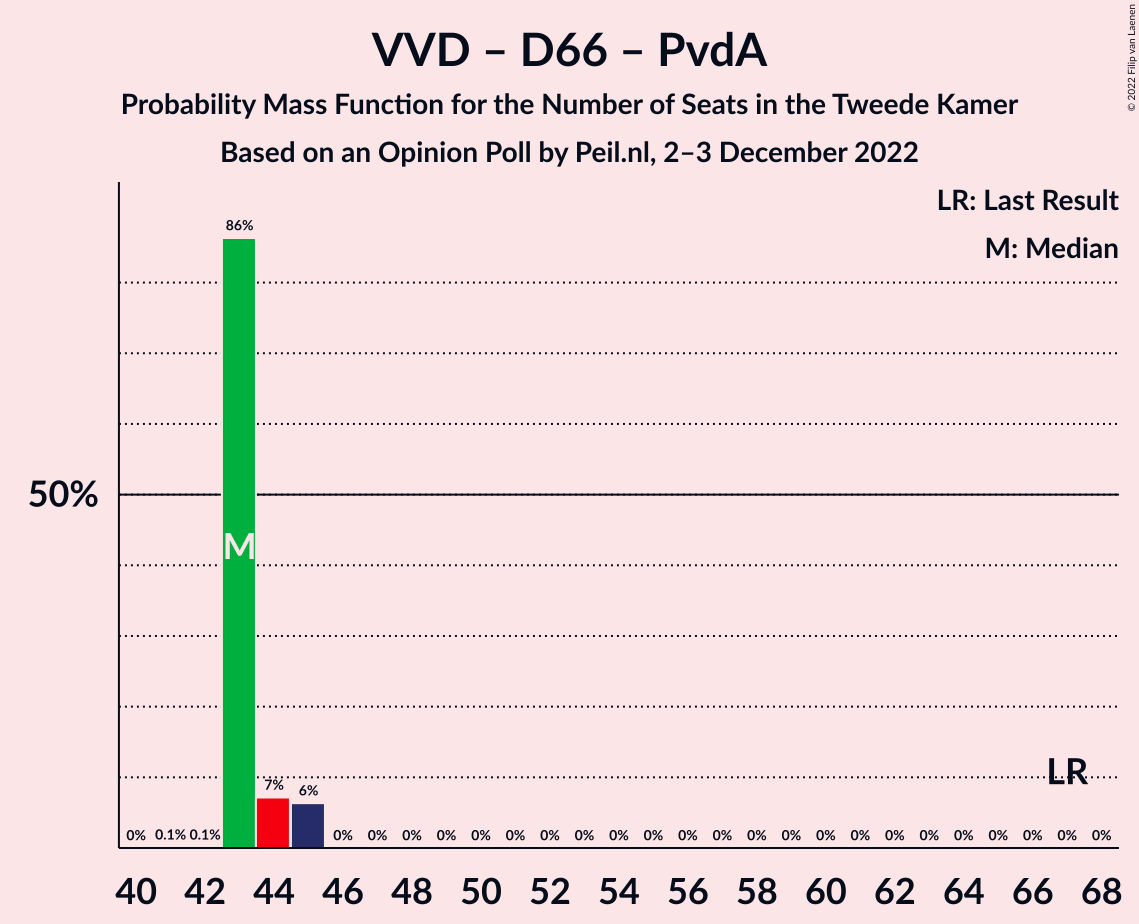 VVD – D66 – PvdA
Probability Mass Function for the Number of Seats in the Tweede Kamer
Based on an Opinion Poll by Peil.nl, 2–3 December 2022
© 2022 Filip van Laenen
LR: Last Result
M: Median
86%
50%
M
LR
7%
6%
0% 0.1% 0.1% 0% 0% 0% 0% 0% 0% 0% 0% 0% 0% 0% 0% 0% 0% 0% 0% 0% 0% 0% 0% 0% 0% 0%
40 42 44 46 48 50 52 54 56 58 60 62 64 66 68